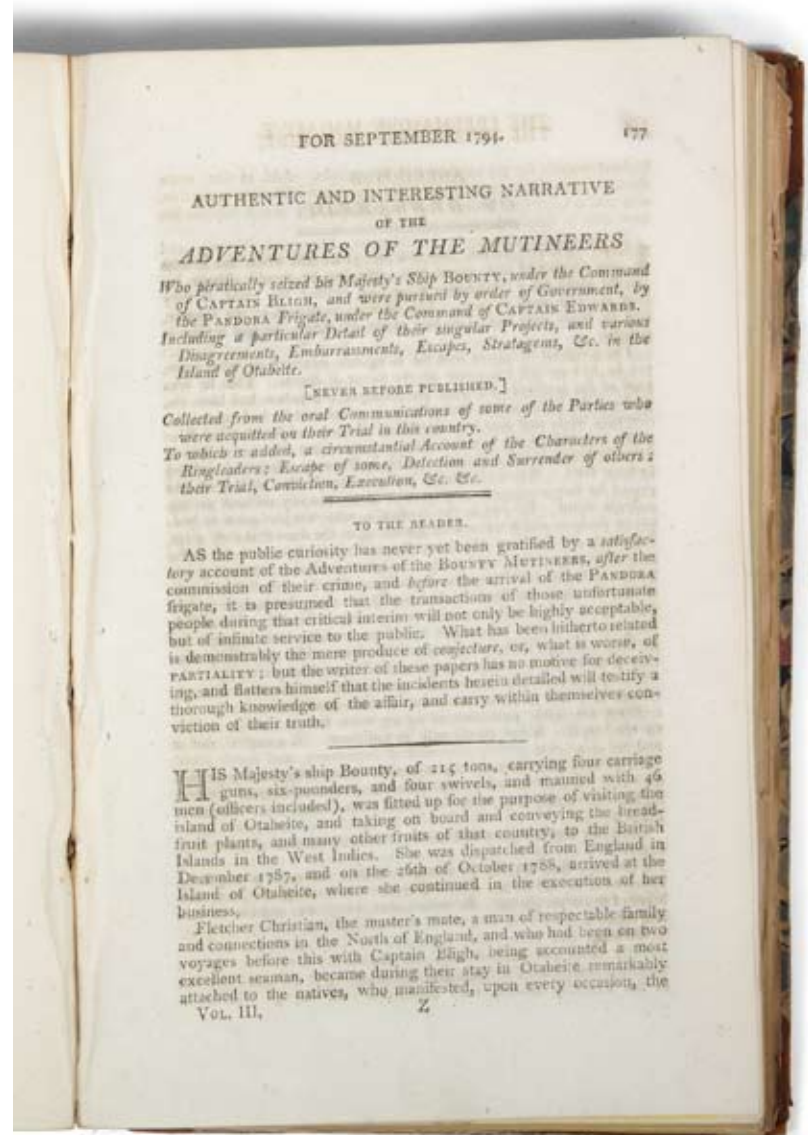 FOR SEPTEMBER 1794. 177
AUTHENTIC AND INTERESTING NARRATIVE
OF THE
ADVENTURES OF THE MUTINEERS
Who piratically seized his Majesty's Ship BOUNTY, under the Command
of CAPTAIN BLIGH, and were pursued by order of Government, by
the PANDORA Frigate, under the Command of CAPTAIN EDWARDS.
Including a particular Detail of their singular Projects, and various
Disagreements, Embarrassments, Escapes, Stratagems, &c. in the
Island of Otaheite.
[NEVER BEFORE PUBLISHED.]
Collected from the oral Communications of some of the Parties who
were acquitted on their Trial in this country.
To which is added, a circumstantial Account of the Characters of the
Ringleaders; Escape of some, Detection and Surrender of others;
their Trial, Conviction, Execution, &c. &c.
TO THE READER.
AS the public curiosity has never yet been gratified by a satisfac-
tory account of the Adventures of the BOUNTY MUTINEERS, after the
commission of their crime, and before the arrival of the PANDORA
frigate, it is presumed that the transactions of those unfortunate
people during that critical interim will not only be highly acceptable,
but of infinite service to the public. What has been hitherto related
is demonstrably the mere produce of conjecture, or, what is worse, of
PARTIALITY; but the writer of these papers has no motive for deceiv-
ing, and flatters himself that the incidents herein detailed will testify a
thorough knowledge of the affair, and carry within themselves con-
viction of their truth.
HIS Majesty's ship Bounty, of 215 tons, carrying four carriage
guns, six-pounders, and four swivels, and manned with 46
men (officers included), was fitted up for the purpose of visiting the
island of Otaheite, and taking on board and conveying the bread-
fruit plants, and many other fruits of that country, to the British
Islands in the West Indies. She was dispatched from England in
December 1787, and on the 26th of October 1788, arrived at the
Island of Otaheite, where she continued in the execution of her
business.
Fletcher Christian, the master's mate, a man of respectable family
and connections in the North of England, and who had been on two
voyages before this with Captain Bligh, being accounted a most
excellent seaman, became during their stay in Otaheite remarkably
attached to the natives, who manifested, upon every occasion, the
VOL. III, Z